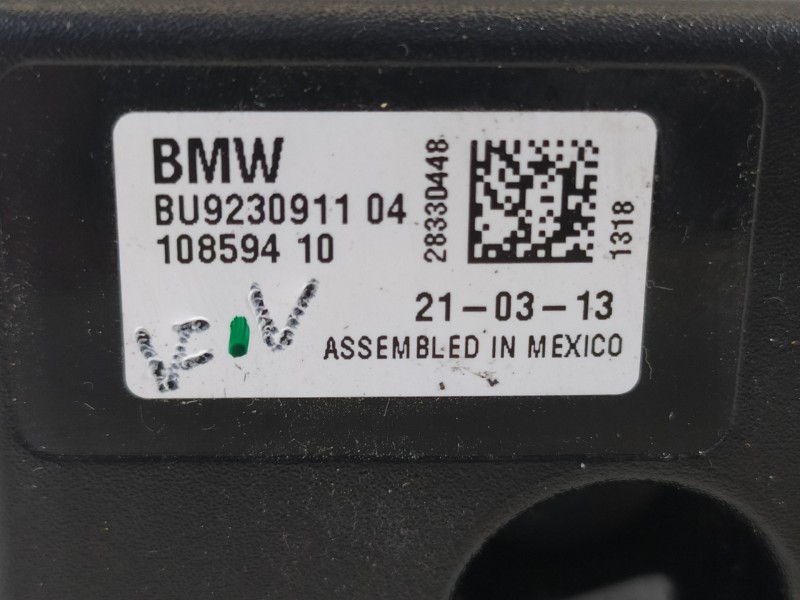 BMW
BU9230911 04
108594 10
28330448
1318
21-03-13
ASSEMBLED IN MEXICO